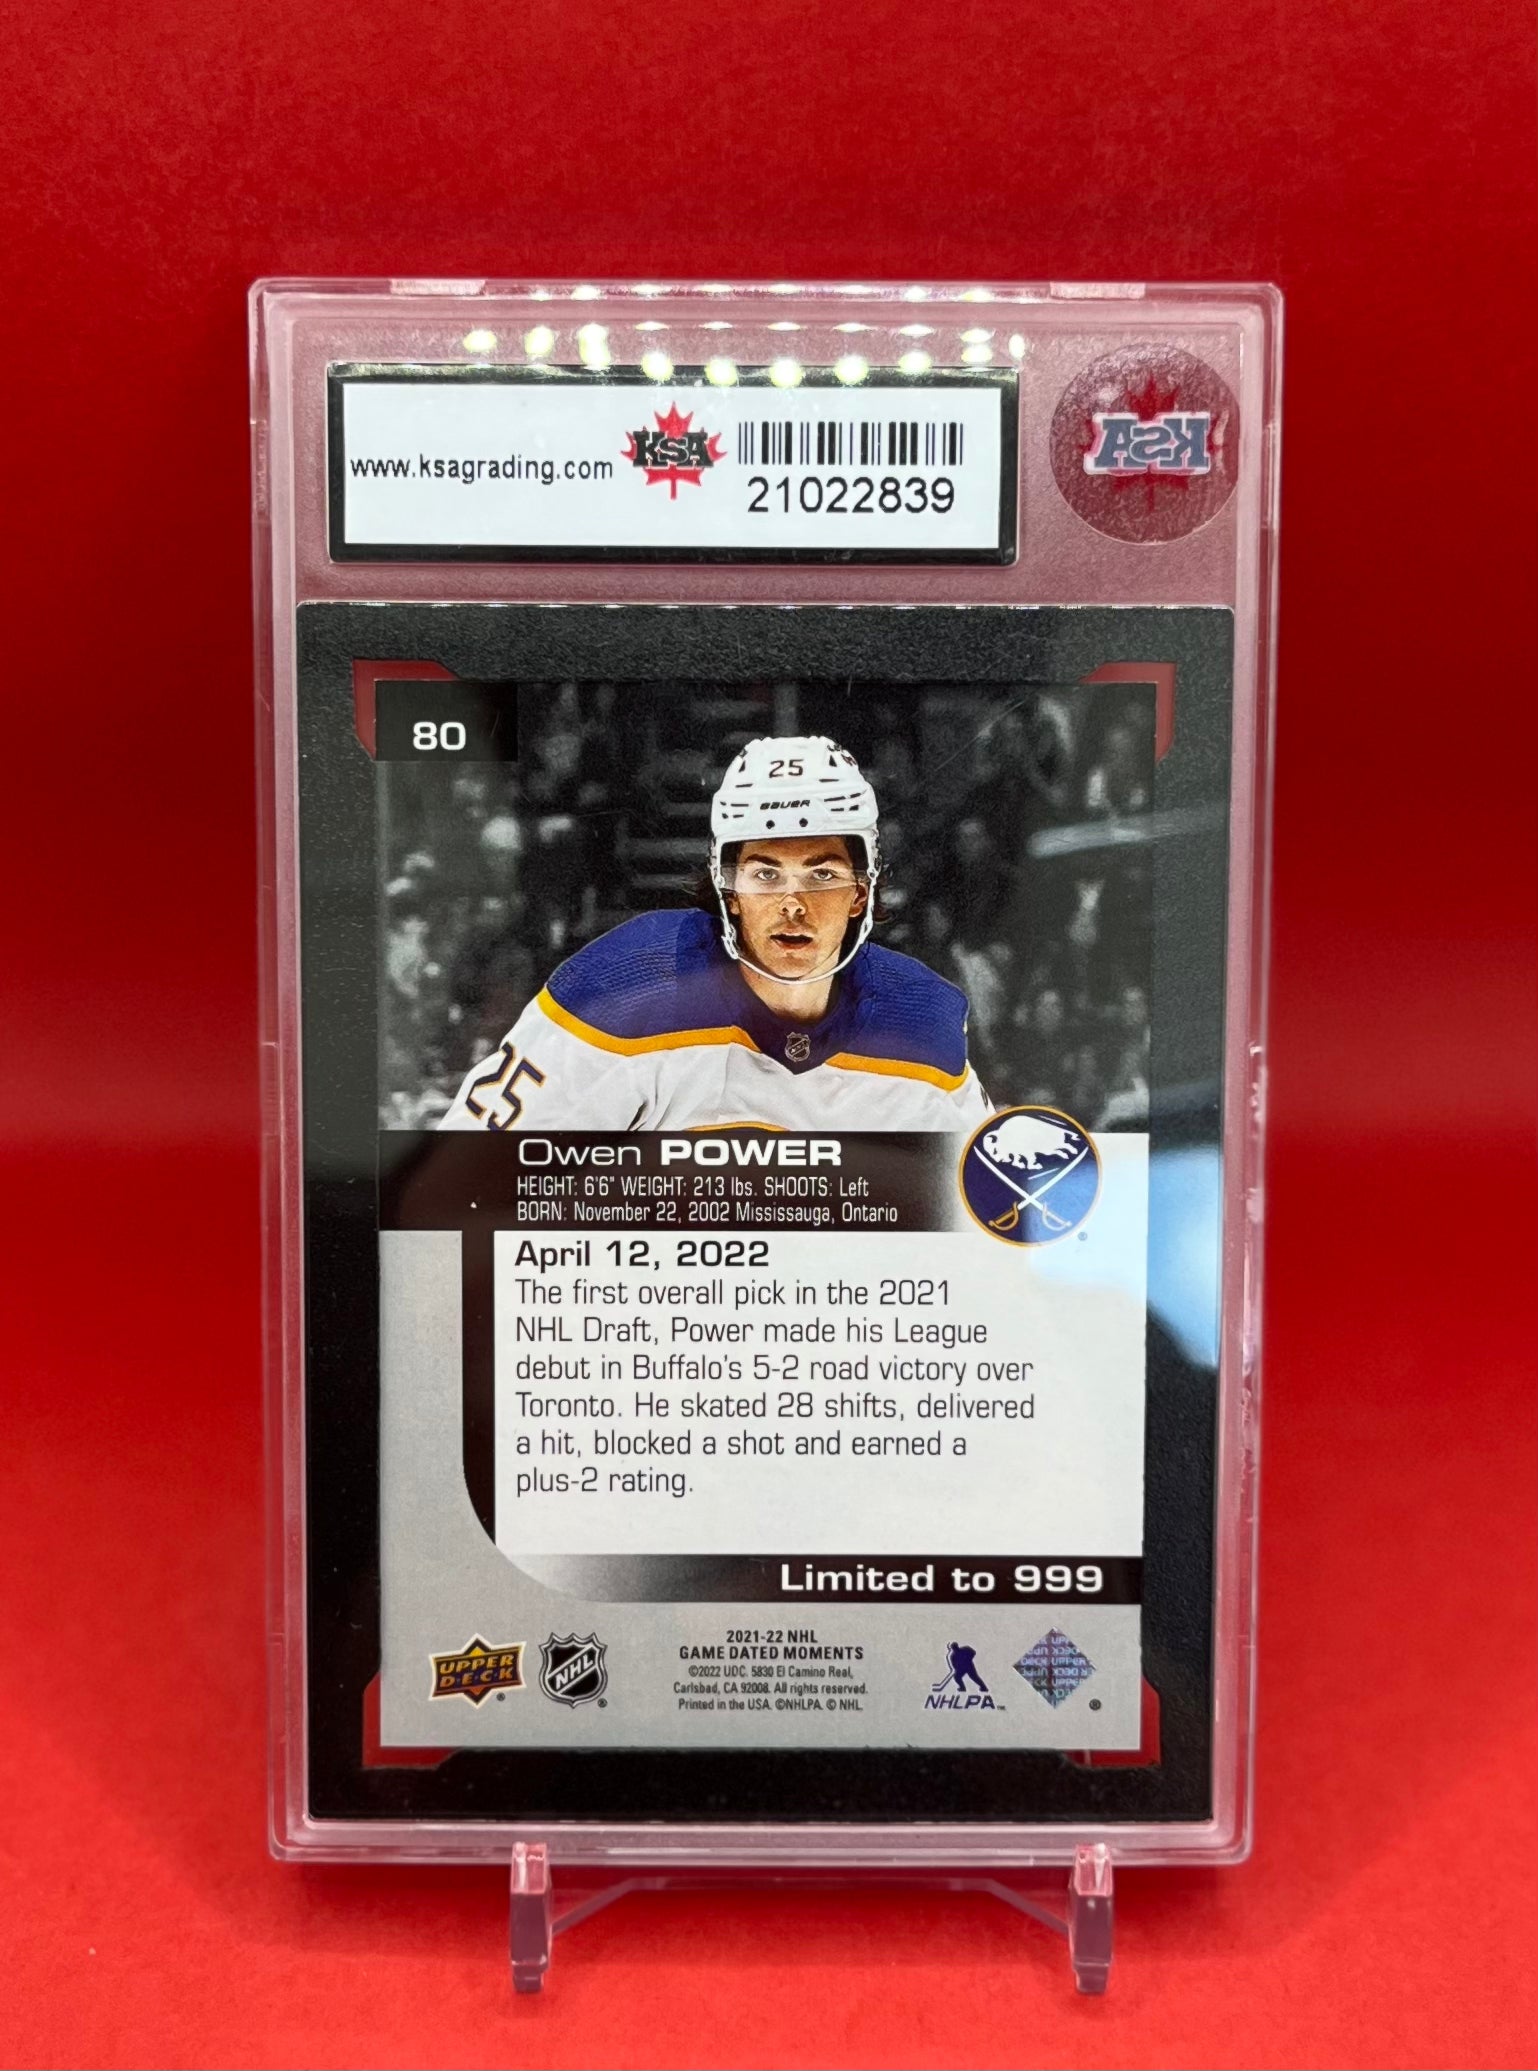 www.ksagrading.com
KSA
21022839
KSA
80
25
BAUER
25
Owen POWER
HEIGHT: 6'6" WEIGHT: 213 lbs. SHOOTS: Left
BORN: November 22, 2002 Mississauga, Ontario
April 12, 2022
The first overall pick in the 2021
NHL Draft, Power made his League
debut in Buffalo's 5-2 road victory over
Toronto. He skated 28 shifts, delivered
a hit, blocked a shot and earned a
plus-2 rating.
Limited to 999
UPPER
D·E·C·K
®
NHL
®
2021-22 NHL
GAME DATED MOMENTS
©2022 UDC. 5830 El Camino Real,
Carlsbad, CA 92008. All rights reserved.
Printed in the USA. ©NHLPA. © NHL.
NHLPA™
®